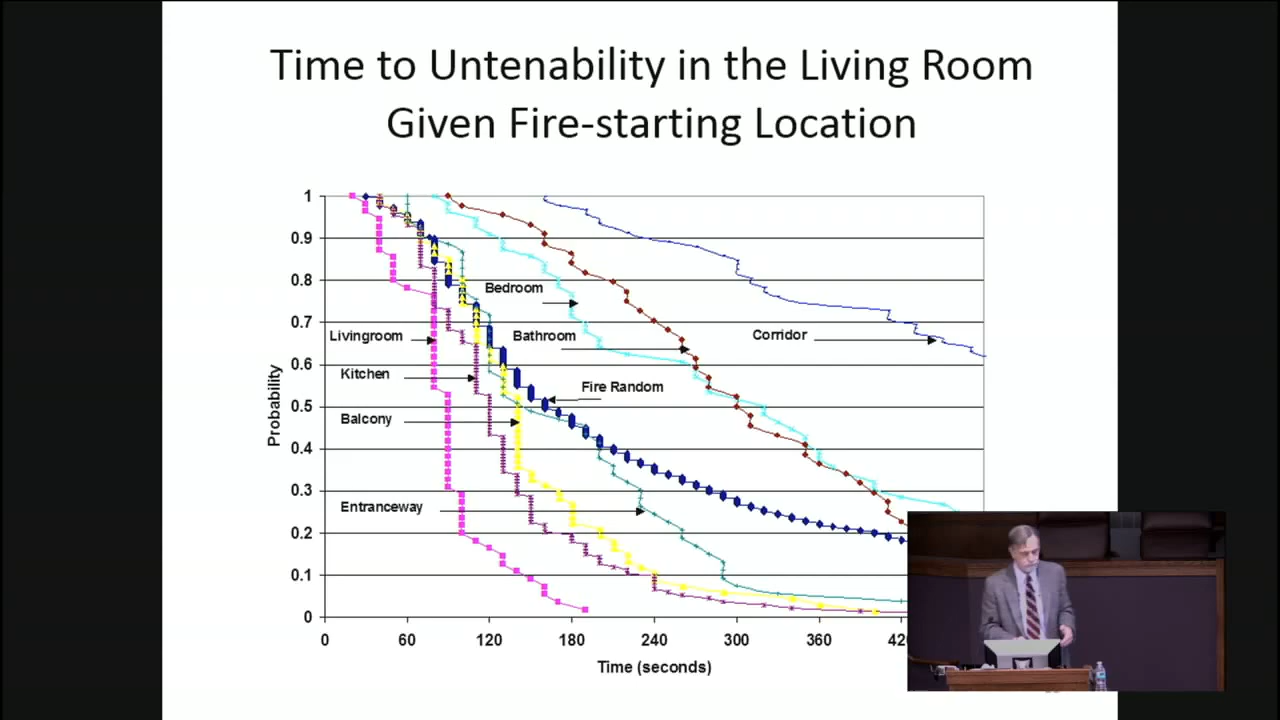 Time to Untenability in the Living Room
Given Fire-starting Location
1
0.9
0.8
0.7
0.6
0.5
0.4
0.3
0.2
0.1
0
Probability
Bedroom
Livingroom
Bathroom
Corridor
Kitchen
Fire Random
Balcony
Entranceway
0 60 120 180 240 300 360
Time (seconds)